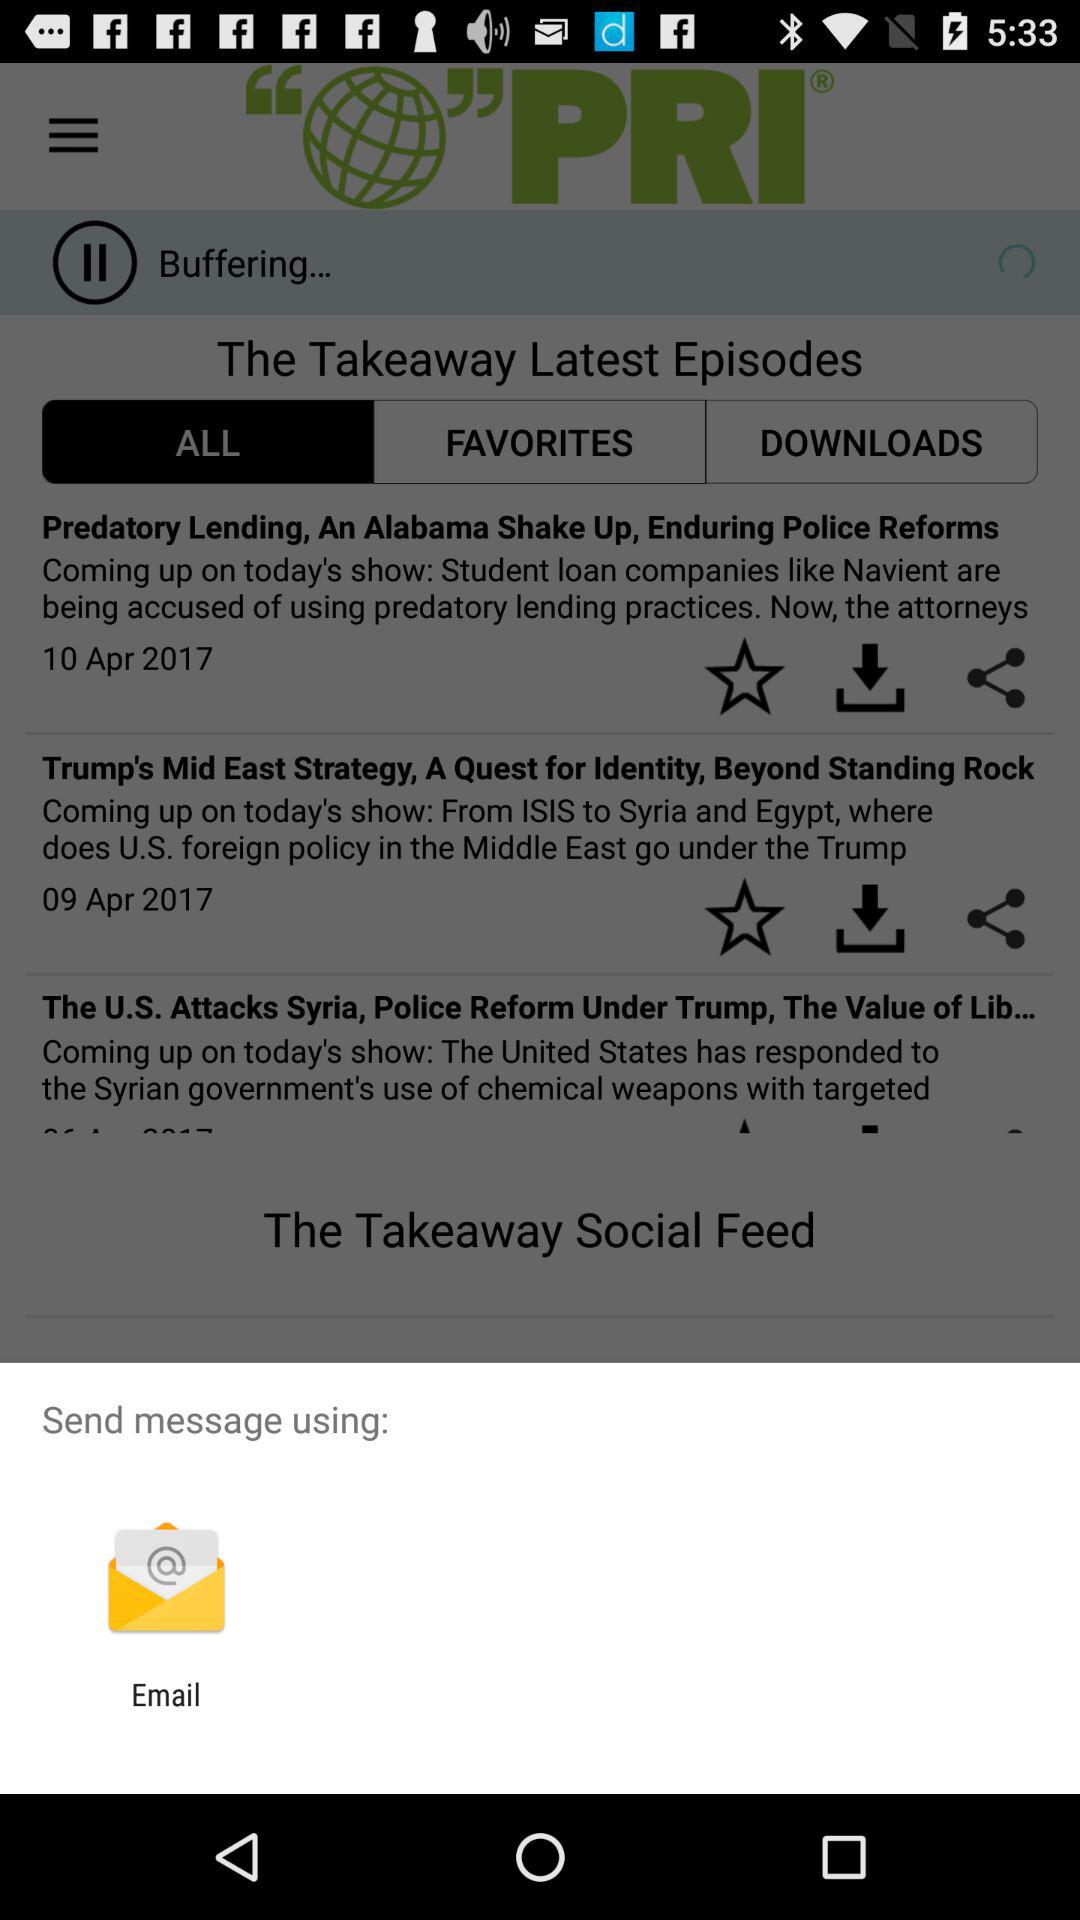 5:33
“ ” PRI®
Buffering...
The Takeaway Latest Episodes
ALL
FAVORITES
DOWNLOADS
Predatory Lending, An Alabama Shake Up, Enduring Police Reforms
Coming up on today's show: Student loan companies like Navient are
being accused of using predatory lending practices. Now, the attorneys
10 Apr 2017
Trump's Mid East Strategy, A Quest for Identity, Beyond Standing Rock
Coming up on today's show: From ISIS to Syria and Egypt, where
does U.S. foreign policy in the Middle East go under the Trump
09 Apr 2017
The U.S. Attacks Syria, Police Reform Under Trump, The Value of Lib...
Coming up on today's show: The United States has responded to
the Syrian government's use of chemical weapons with targeted
The Takeaway Social Feed
Send message using:
@
Email